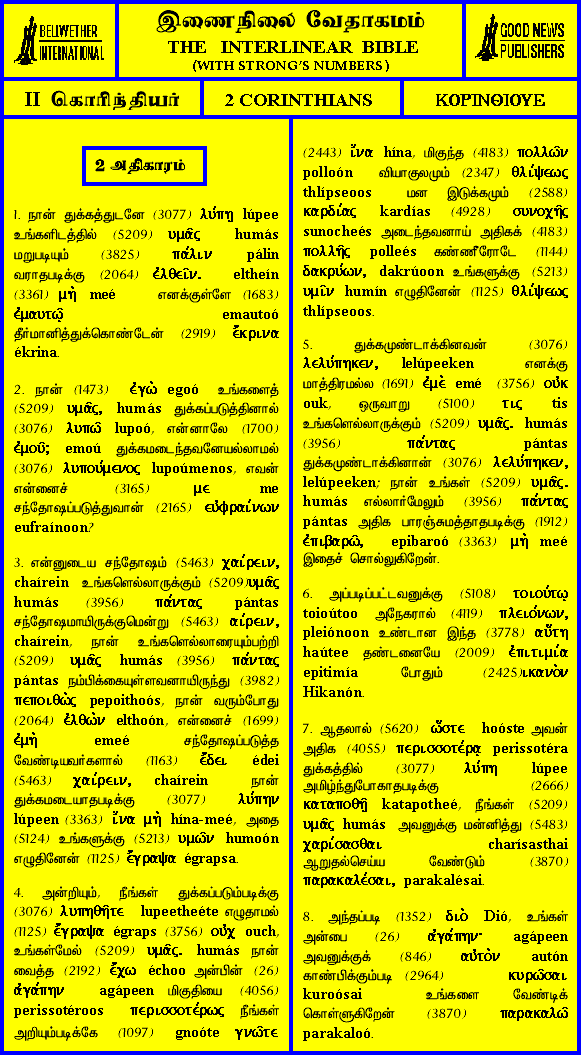 BELLWETHER
INTERNATIONAL
இணைநிலை வேதாகமம்
THE INTERLINEAR BIBLE
(WITH STRONG'S NUMBERS)
GOOD NEWS
PUBLISHERS
II கொரிந்தியர்
2 CORINTHIANS
ΚΟΡΙΝΘΙΟΥΕ
2 அதிகாரம்
1. நான் துக்கத்துடனே (3077) λύπῃ lúpee
உங்களிடத்தில் (5209) υμᾶς humás
மறுபடியும் (3825) πάλιν pálin
வராதபடிக்கு (2064) ἐλθεῖν. eltheín
(3361) μὴ meé எனக்குள்ளே (1683)
ἐμαυτῷ emautoó
தீர்மானித்துக்கொண்டேன் (2919) ἔκρινα
ékrina.
2. நான் (1473) ἐγὼ egoó உங்களைத்
(5209) υμᾶς, humás துக்கப்படுத்தினால்
(3076) λυπῶ lupoó, என்னாலே (1700)
ἐμοῦ; emoú துக்கமடைந்தவனேயல்லாமல்
(3076) λυπούμενος lupoúmenos, எவன்
என்னைச் (3165) με me
சந்தோஷப்படுத்துவான் (2165) εὐφραίνων
eufraínoon?
3. என்னுடைய சந்தோஷம் (5463) χαίρειν,
chaírein உங்களெல்லாருக்கும் (5209)υμᾶς
humás (3956) πάντας pántas
சந்தோஷமாயிருக்குமென்று (5463) αίρειν,
chaírein, நான் உங்களெல்லாரையும்பற்றி
(5209) υμᾶς humás (3956) πάντας
pántas நம்பிக்கையுள்ளவனாயிருந்து (3982)
πεποιθὼς pepoithoós, நான் வரும்போது
(2064) ἐλθὼν elthoón, என்னைச் (1699)
ἐμὴ emeé சந்தோஷப்படுத்த
வேண்டியவர்களால் (1163) ἔδει édei
(5463) χαίρειν, chaírein நான்
துக்கமடையாதபடிக்கு (3077) λύπην
lúpeen (3363) ἵνα μὴ hína-meé, அதை
(5124) உங்களுக்கு (5213) υμῶν humoón
எழுதினேன் (1125) ἔγραψα égrapsa.
4. அன்றியும், நீங்கள் துக்கப்படும்படிக்கு
(3076) λυπηθῆτε lupeetheéte எழுதாமல்
(1125) ἔγραψα égraps (3756) οὐχ ouch,
உங்கள்மேல் (5209) υμᾶς. humás நான்
வைத்த (2192) ἔχω échoo அன்பின் (26)
ἀγάπην agápeen மிகுதியை (4056)
perissotéroos περισσοτέρως நீங்கள்
அறியும்படிக்கே (1097) gnoóte γνῶτε
(2443) ἵνα hína, மிகுந்த (4183) πολλῶν
polloón வியாகுலமும் (2347) θλίψεως
thlípseoos மன இடுக்கமும் (2588)
καρδίας kardías (4928) συνοχῆς
sunocheés அடைந்தவனாய் அதிகக் (4183)
πολλῆς polleés கண்ணீரோடே (1144)
δακρύων, dakrúoon உங்களுக்கு (5213)
υμῖν humín எழுதினேன் (1125) θλίψεως
thlípseoos.
5. துக்கமுண்டாக்கினவன் (3076)
λελύπηκεν, lelúpeeken எனக்கு
மாத்திரமல்ல (1691) ἐμὲ emé (3756) οὐκ
ouk, ஒருவாறு (5100) τις tis
உங்களெல்லாருக்கும் (5209) υμᾶς. humás
(3956) πάντας pántas
துக்கமுண்டாக்கினான் (3076) λελύπηκεν,
lelúpeeken; நான் உங்கள் (5209) υμᾶς.
humás எல்லார்மேலும் (3956) πάντας
pántas அதிக பாரஞ்சுமத்தாதபடிக்கு (1912)
ἐπιβαρῶ, epibaroó (3363) μὴ meé
இதைச் சொல்லுகிறேன்.
6. அப்படிப்பட்டவனுக்கு (5108) τοιούτῳ
toioútoo அநேகரால் (4119) πλειόνων,
pleiónoon உண்டான இந்த (3778) αὕτη
haútee தண்டனையே (2009) ἐπιτιμία
epitimía போதும் (2425)ικανὸν
Hikanón.
7. ஆதலால் (5620) ὥστε hoóste அவன்
அதிக (4055) περισσοτέρᾳ perissotéra
துக்கத்தில் (3077) λύπη lúpee
அமிழ்ந்துபோகாதபடிக்கு (2666)
καταποθῇ katapotheé, நீங்கள் (5209)
υμᾶς humás அவனுக்கு மன்னித்து (5483)
χαρίσασθαι charísasthai
ஆறுதல்செய்ய வேண்டும் (3870)
παρακαλέσαι, parakalésai.
8. அந்தப்படி (1352) διὸ Dió, உங்கள்
அன்பை (26) ἀγάπην· agápeen
அவனுக்குக் (846) αὐτὸν autón
காண்பிக்கும்படி (2964) κυρῶσαι
kuroósai உங்களை வேண்டிக்
கொள்ளுகிறேன் (3870) παρακαλῶ
parakaloó.